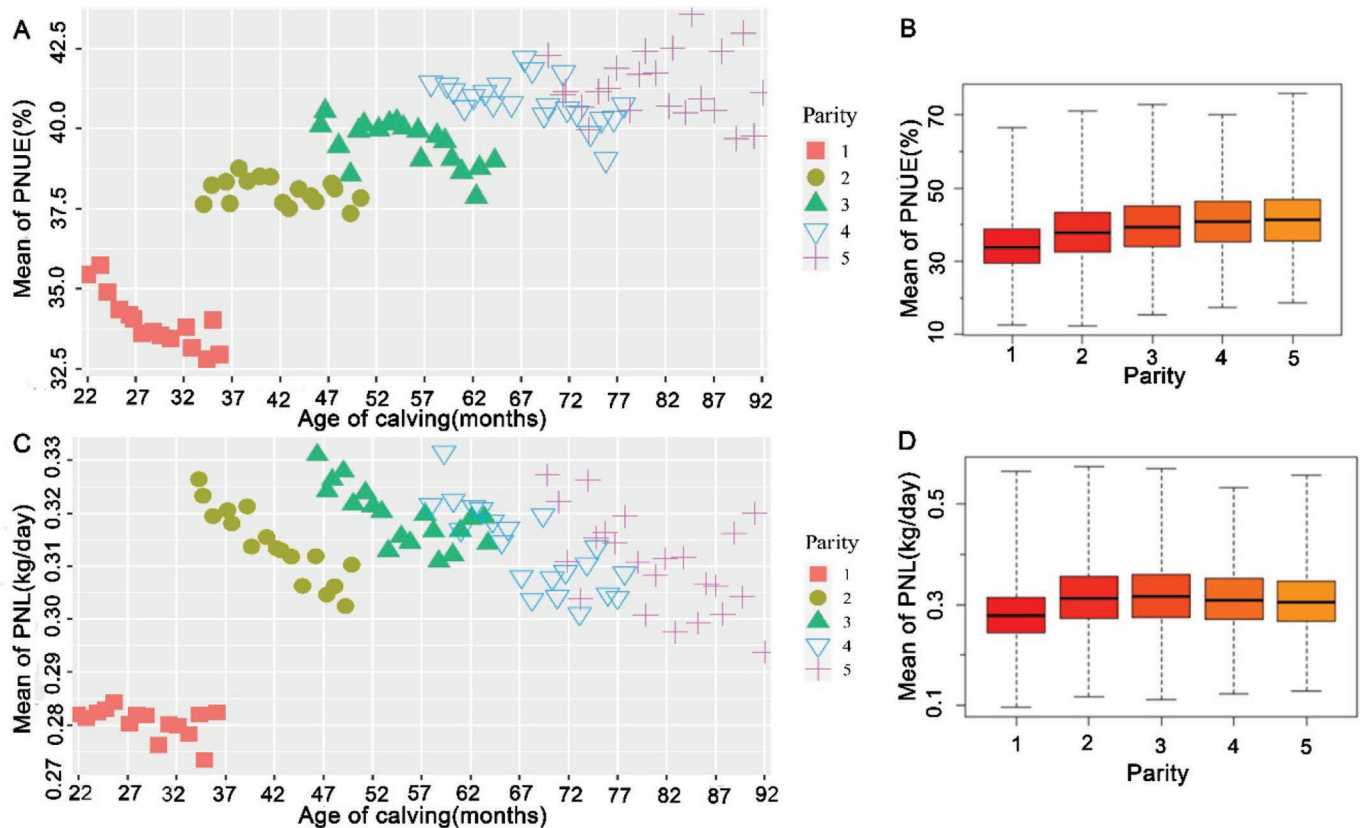 A
Mean of PNUE(%)
42.5
40.0
37.5
35.0
32.5
22 27 32 37 42 47 52 57 62 67 72 77 82 87 92
Age of calving(months)
Parity
1
2
3
4
5
B
Mean of PNUE(%)
70
50
30
10
1 2 3 4 5
Parity
C
Mean of PNL(kg/day)
0.33
0.32
0.31
0.30
0.29
0.28
0.27
22 27 32 37 42 47 52 57 62 67 72 77 82 87 92
Age of calving(months)
Parity
1
2
3
4
5
D
Mean of PNL(kg/day)
0.5
0.3
0.1
1 2 3 4 5
Parity